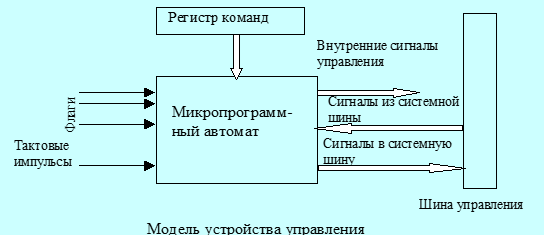 Регистр команд
Внутренние сигналы
управления
Флаги
Микропрограмм-
ный автомат
Сигналы из системной
шины
Сигналы в системную
шину
Тактовые
импульсы
Шина управления
Модель устройства управления